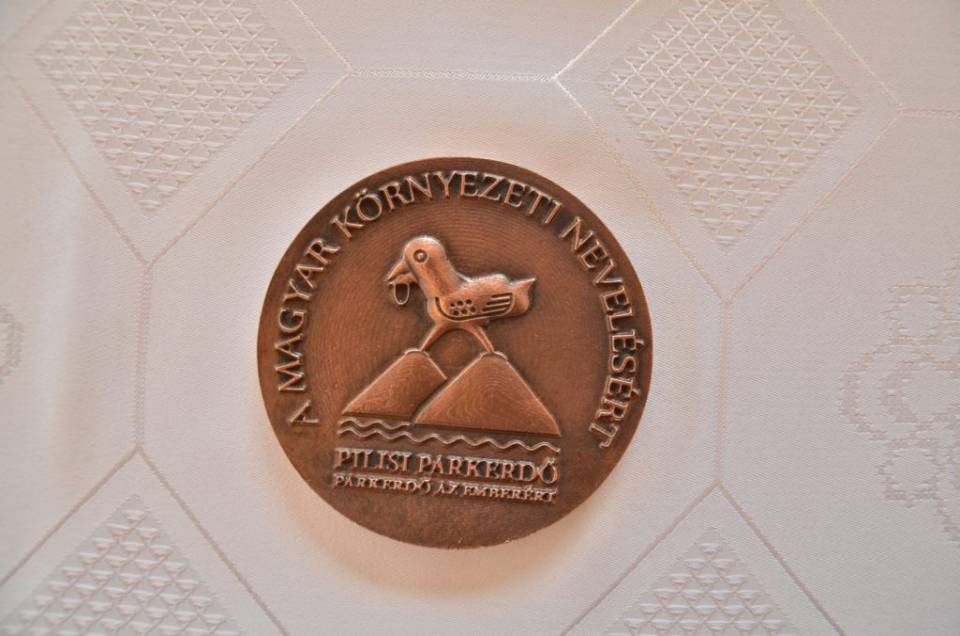 A MAGYAR KÖRNYEZETI NEVELÉSÉRT
PILISI PARKERDŐ
PARKERDŐ AZ EMBERÉRT